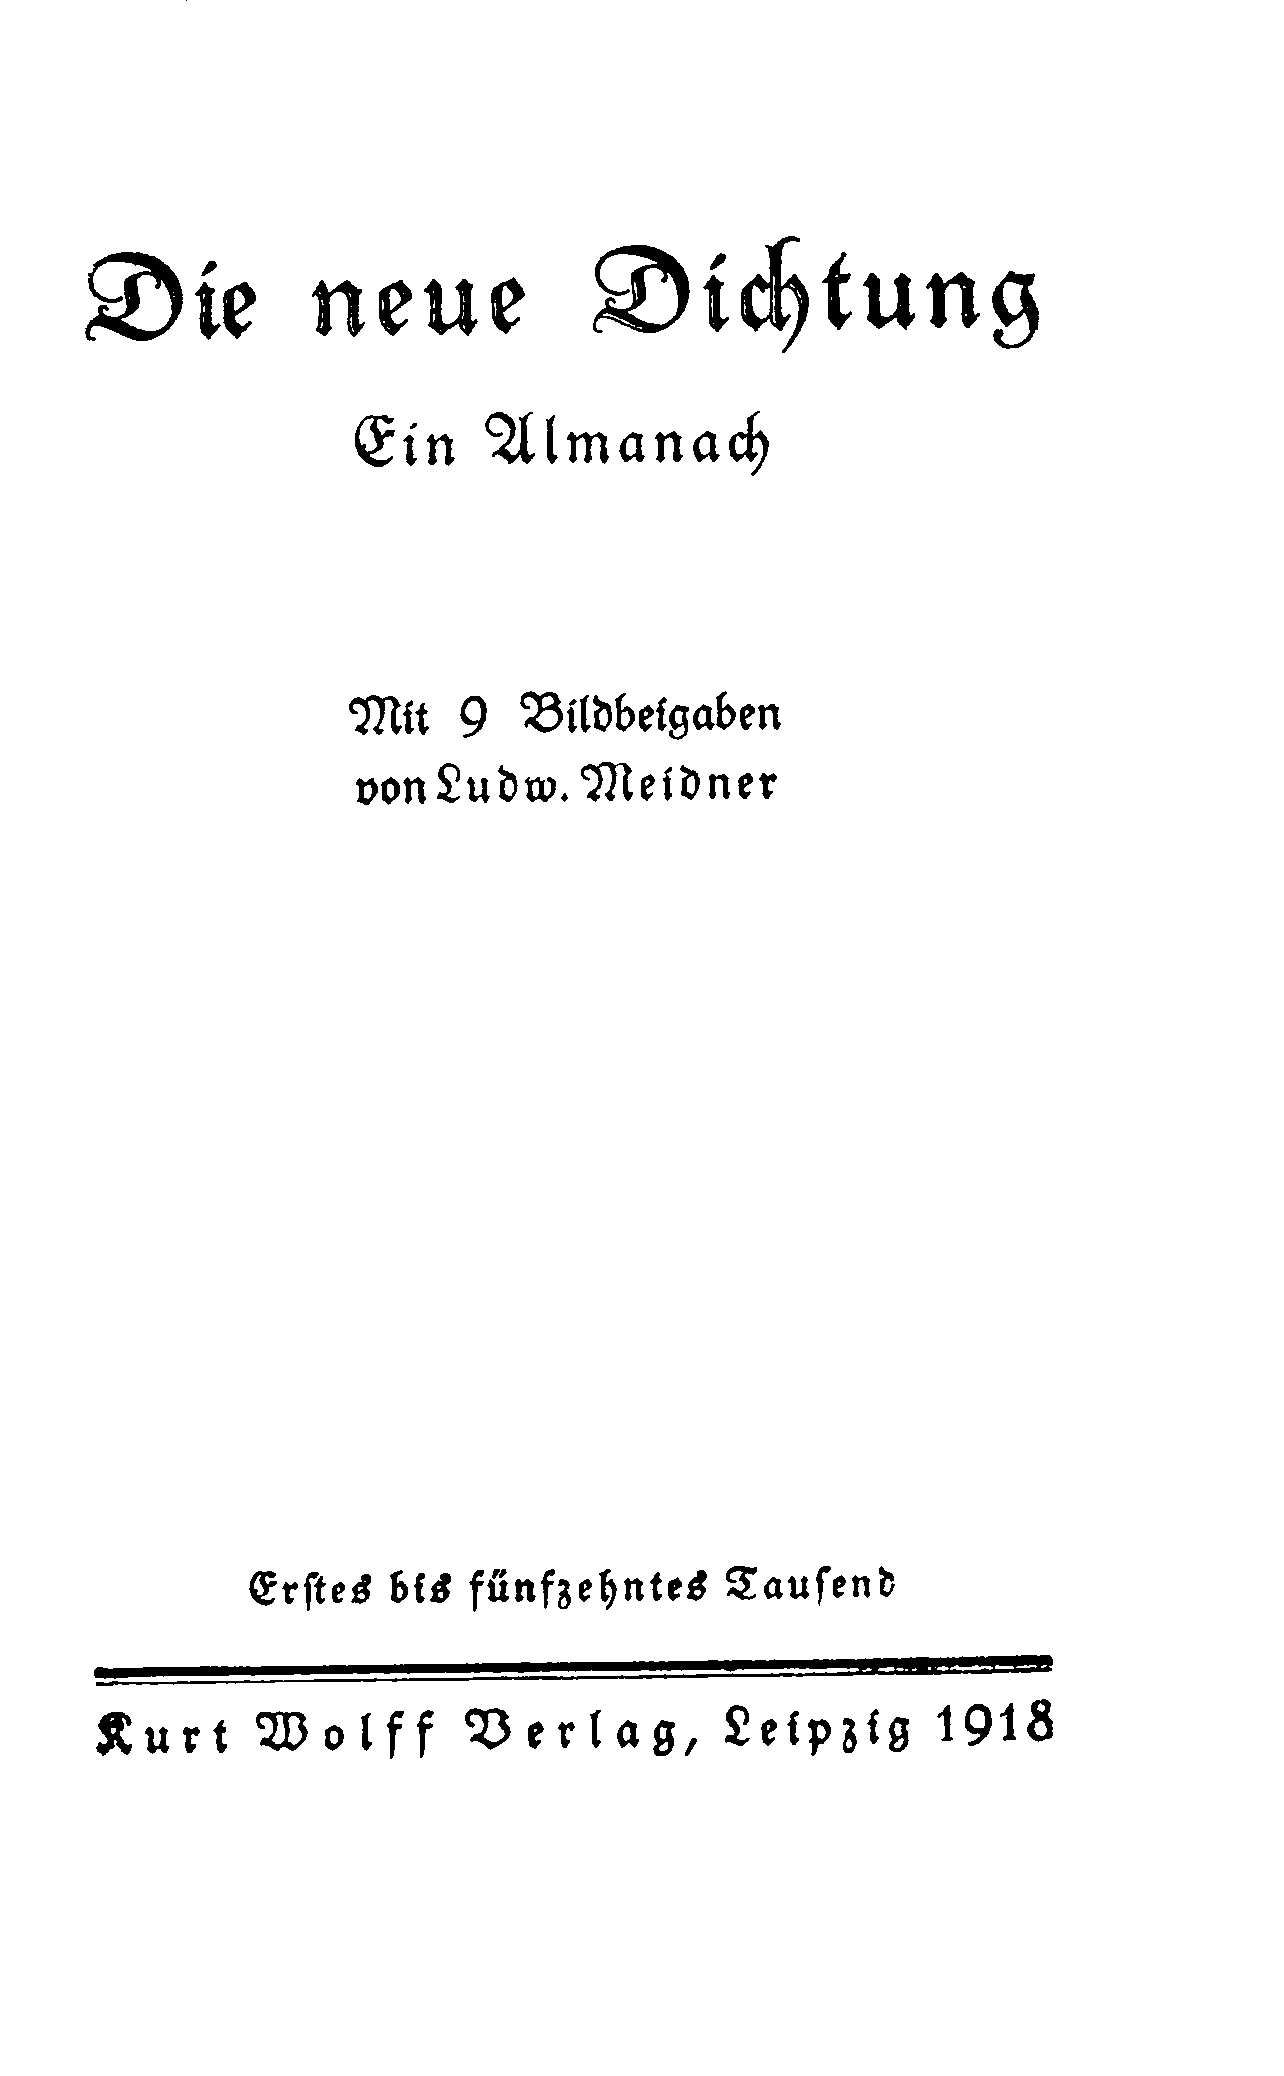 Die neue Dichtung
Ein Almanach
Mit 9 Bildbeigaben
von Ludw. Meidner
Erſtes bis fünfzehntes Tauſend
Kurt Wolff Verlag, Leipzig 1918